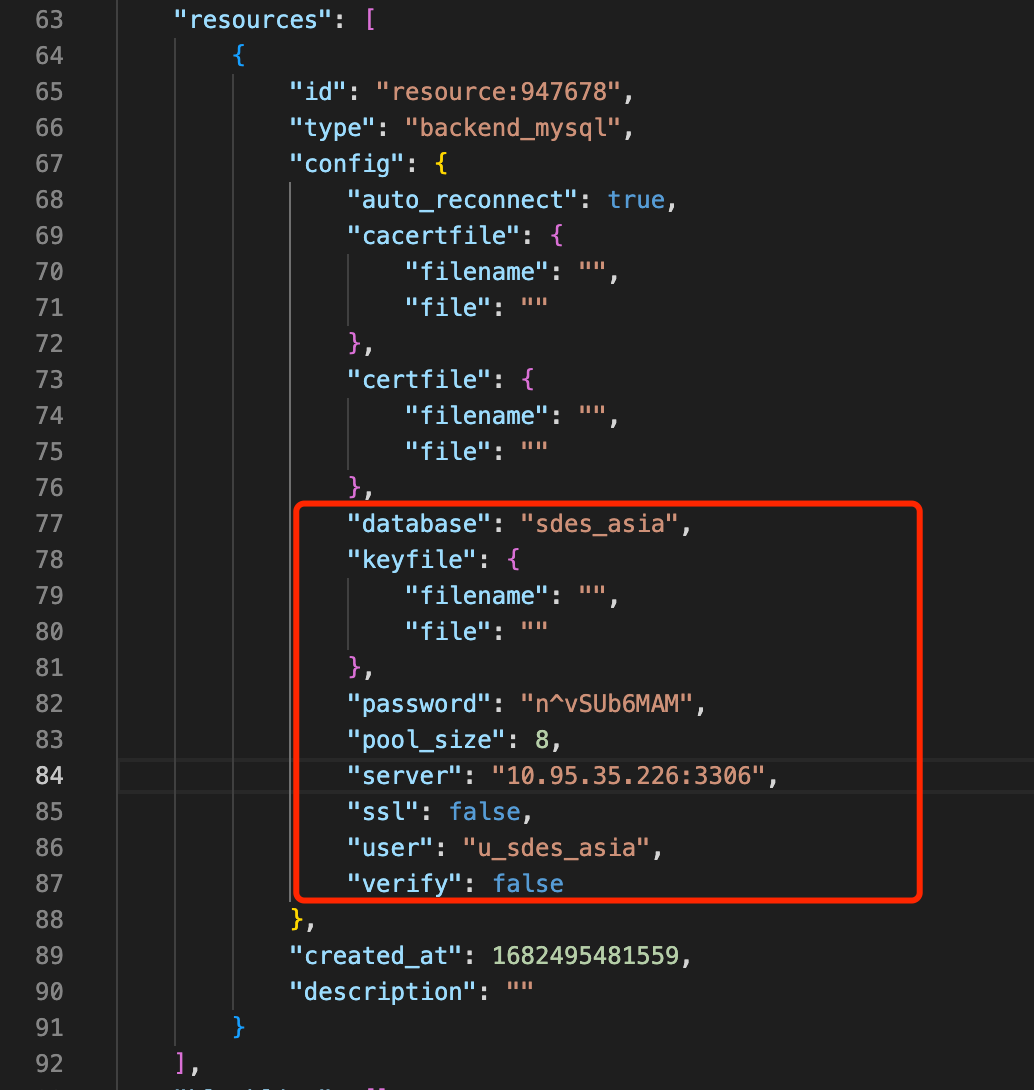 63 "resources": [
64 {
65 "id": "resource:947678",
66 "type": "backend_mysql",
67 "config": {
68 "auto_reconnect": true,
69 "cacertfile": {
70 "filename": "",
71 "file": ""
72 },
73 "certfile": {
74 "filename": "",
75 "file": ""
76 },
77 "database": "sdes_asia",
78 "keyfile": {
79 "filename": "",
80 "file": ""
81 },
82 "password": "n^vSUb6MAM",
83 "pool_size": 8,
84 "server": "10.95.35.226:3306",
85 "ssl": false,
86 "user": "u_sdes_asia",
87 "verify": false
88 },
89 "created_at": 1682495481559,
90 "description": ""
91 }
92 ],